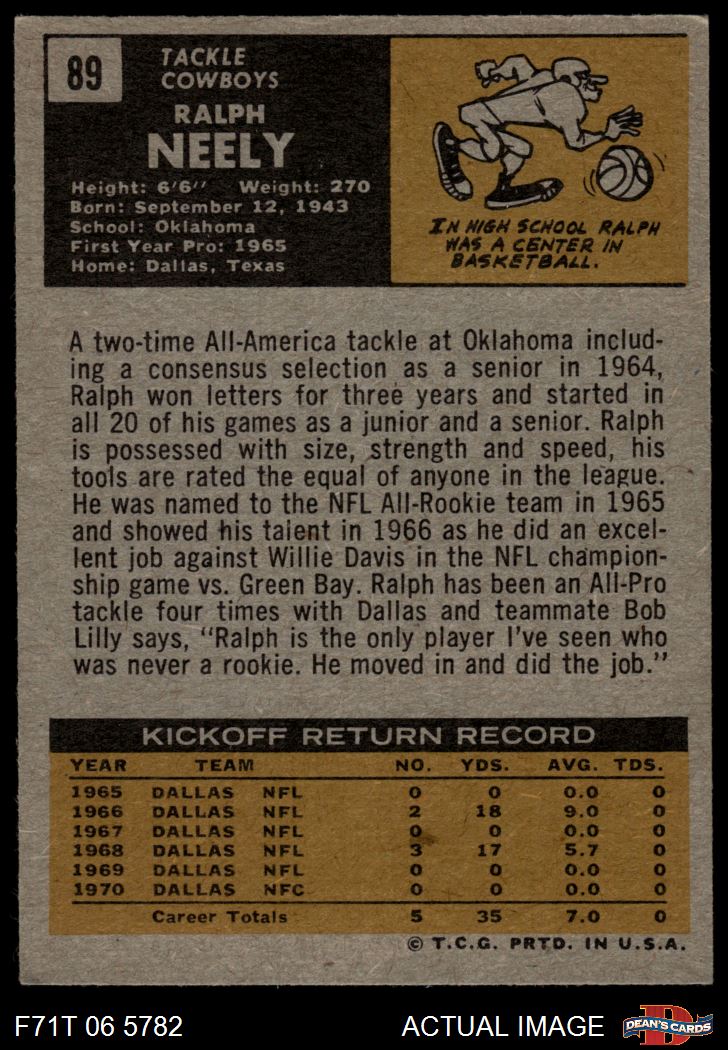 89
TACKLE
COWBOYS
RALPH
NEELY
Height: 6'6" Weight: 270
Born: September 12, 1943
School: Oklahoma
First Year Pro: 1965
Home: Dallas, Texas
IN HIGH SCHOOL RALPH
WAS A CENTER IN
BASKETBALL.
A two-time All-America tackle at Oklahoma includ-
ing a consensus selection as a senior in 1964,
Ralph won letters for three years and started in
all 20 of his games as a junior and a senior. Ralph
is possessed with size, strength and speed, his
tools are rated the equal of anyone in the league.
He was named to the NFL All-Rookie team in 1965
and showed his talent in 1966 as he did an excel-
lent job against Willie Davis in the NFL champion-
ship game vs. Green Bay. Ralph has been an All-Pro
tackle four times with Dallas and teammate Bob
Lilly says, "Ralph is the only player I've seen who
was never a rookie. He moved in and did the job."
KICKOFF RETURN RECORD
YEAR TEAM NO. YDS. AVG. TDS.
1965 DALLAS NFL 0 0 0.0 0
1966 DALLAS NFL 2 18 9.0 0
1967 DALLAS NFL 0 0 0.0 0
1968 DALLAS NFL 3 17 5.7 0
1969 DALLAS NFL 0 0 0.0 0
1970 DALLAS NFC 0 0 0.0 0
Career Totals 5 35 7.0 0
© T.C.G. PRTD. IN U.S.A.
F71T 06 5782 ACTUAL IMAGE D DEAN'S CARDS